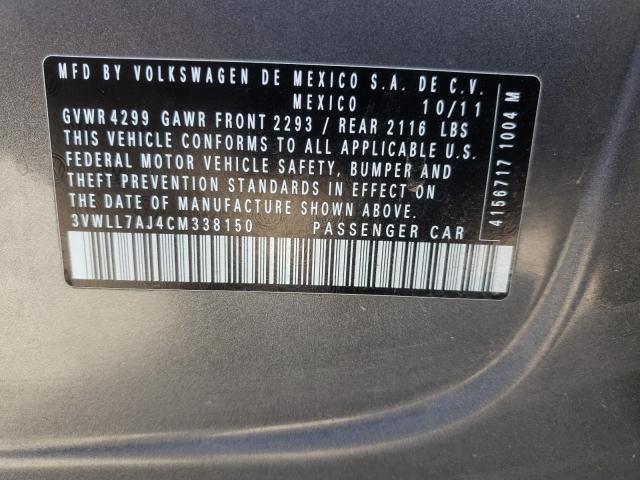 MFD BY VOLKSWAGEN DE MEXICO S.A. DE C.V.
MEXICO 10/11
GVWR 4299 GAWR FRONT 2293 / REAR 2116 LBS
THIS VEHICLE CONFORMS TO ALL APPLICABLE U.S.
FEDERAL MOTOR VEHICLE SAFETY, BUMPER AND
THEFT PREVENTION STANDARDS IN EFFECT ON
THE DATE OF MANUFACTURE SHOWN ABOVE.
3VWLL7AJ4CM338150 PASSENGER CAR
4156717 1004 M